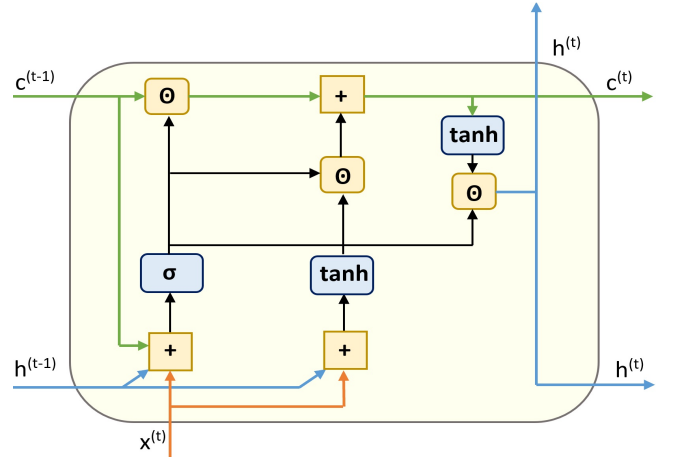 h⁽ᵗ⁾
c⁽ᵗ⁻¹⁾
c⁽ᵗ⁾
ʘ
+
tanh
ʘ
ʘ
σ
tanh
+
+
h⁽ᵗ⁻¹⁾
h⁽ᵗ⁾
x⁽ᵗ⁾